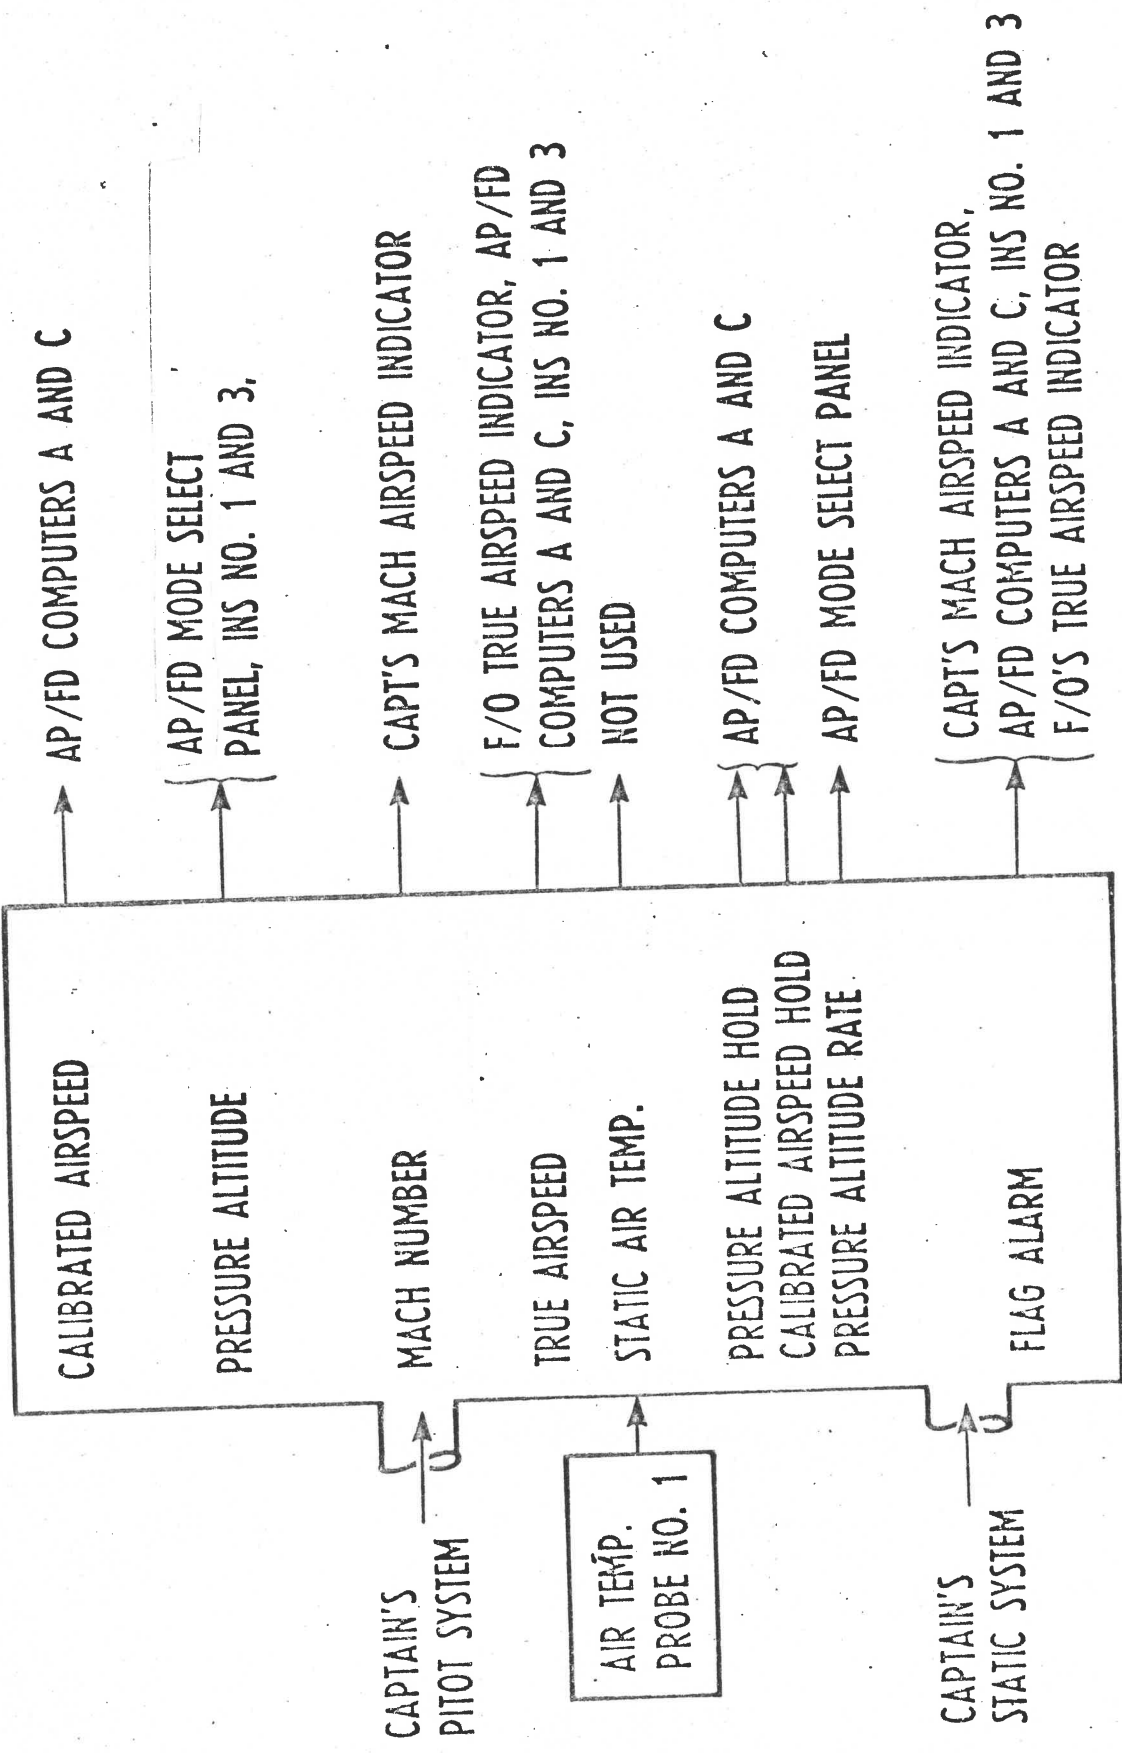 CAPTAIN'S
PITOT SYSTEM
AIR TEMP.
PROBE NO. 1
CAPTAIN'S
STATIC SYSTEM
CALIBRATED AIRSPEED
PRESSURE ALTITUDE
MACH NUMBER
TRUE AIRSPEED
STATIC AIR TEMP.
PRESSURE ALTITUDE HOLD
CALIBRATED AIRSPEED HOLD
PRESSURE ALTITUDE RATE
FLAG ALARM
AP/FD COMPUTERS A AND C
AP/FD MODE SELECT
PANEL, INS NO. 1 AND 3,
CAPT'S MACH AIRSPEED INDICATOR
F/O TRUE AIRSPEED INDICATOR, AP/FD
COMPUTERS A AND C, INS NO. 1 AND 3
NOT USED
AP/FD COMPUTERS A AND C
AP/FD MODE SELECT PANEL
CAPT'S MACH AIRSPEED INDICATOR,
AP/FD COMPUTERS A AND C, INS NO. 1 AND 3
F/O'S TRUE AIRSPEED INDICATOR